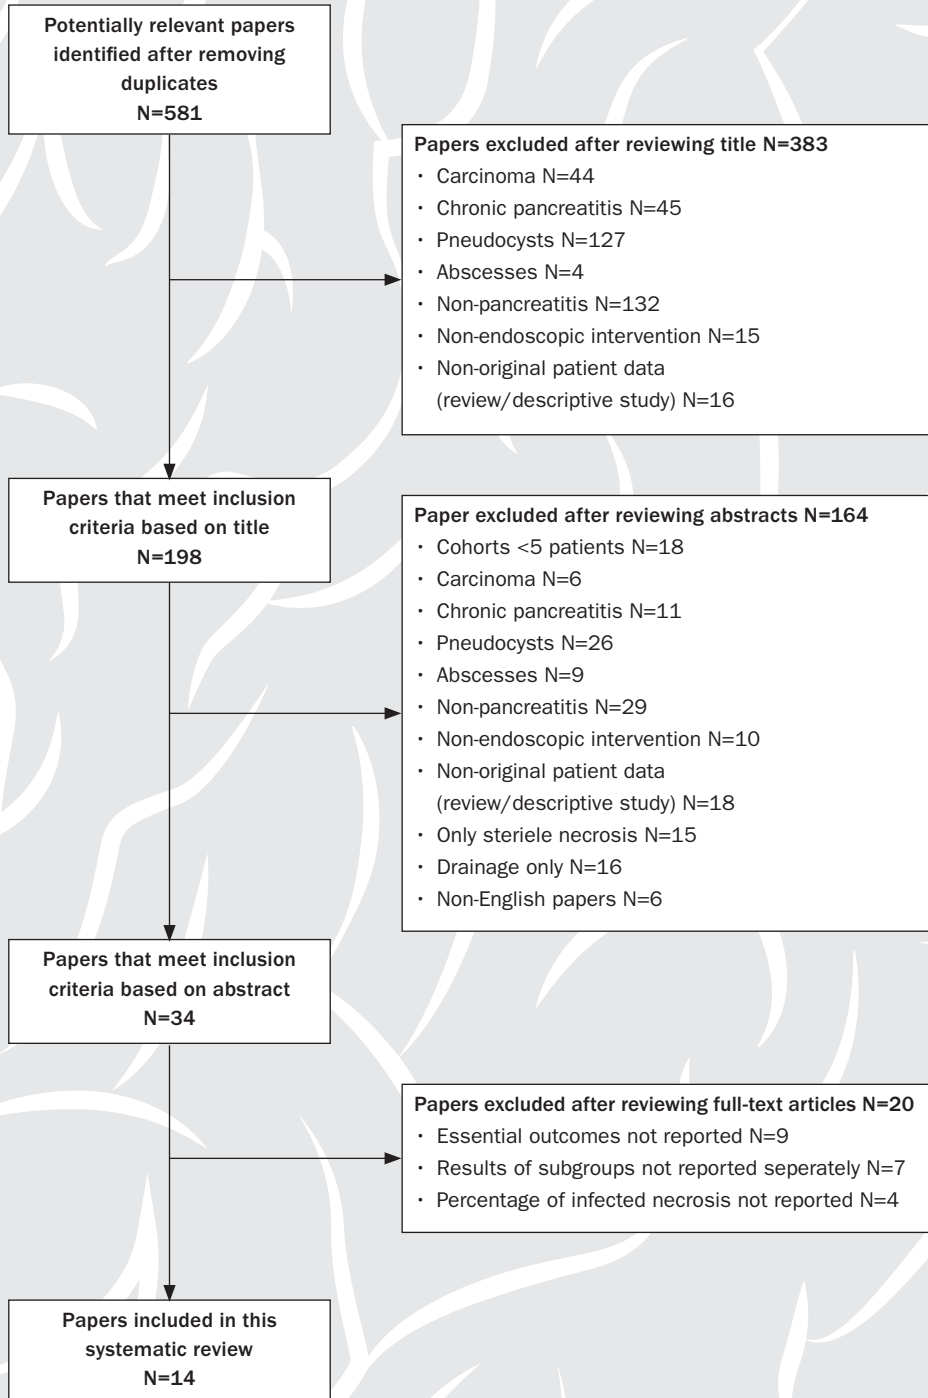 Potentially relevant papers
identified after removing
duplicates
N=581
Papers excluded after reviewing title N=383
· Carcinoma N=44
· Chronic pancreatitis N=45
· Pneudocysts N=127
· Abscesses N=4
· Non-pancreatitis N=132
· Non-endoscopic intervention N=15
· Non-original patient data
(review/descriptive study) N=16
Papers that meet inclusion
criteria based on title
N=198
Paper excluded after reviewing abstracts N=164
· Cohorts <5 patients N=18
· Carcinoma N=6
· Chronic pancreatitis N=11
· Pneudocysts N=26
· Abscesses N=9
· Non-pancreatitis N=29
· Non-endoscopic intervention N=10
· Non-original patient data
(review/descriptive study) N=18
· Only steriele necrosis N=15
· Drainage only N=16
· Non-English papers N=6
Papers that meet inclusion
criteria based on abstract
N=34
Papers excluded after reviewing full-text articles N=20
· Essential outcomes not reported N=9
· Results of subgroups not reported seperately N=7
· Percentage of infected necrosis not reported N=4
Papers included in this
systematic review
N=14